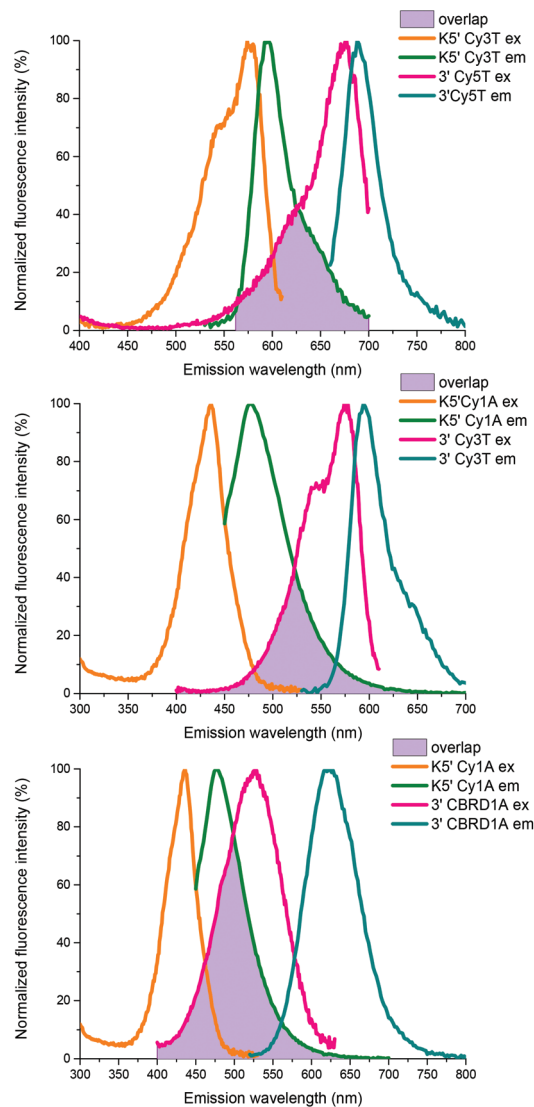 overlap
K5' Cy3T ex
K5' Cy3T em
3' Cy5T ex
3'Cy5T em
Normalized fluorescence intensity (%)
100
80
60
40
20
0
400 450 500 550 600 650 700 750 800
Emission wavelength (nm)
overlap
K5'Cy1A ex
K5' Cy1A em
3' Cy3T ex
3' Cy3T em
Normalized fluorescence intensity (%)
100
80
60
40
20
0
300 350 400 450 500 550 600 650 700
Emission wavelength (nm)
overlap
K5' Cy1A ex
K5' Cy1A em
3' CBRD1A ex
3' CBRD1A em
Normalized fluorescence intensity (%)
100
80
60
40
20
0
300 350 400 450 500 550 600 650 700 750 800
Emission wavelength (nm)